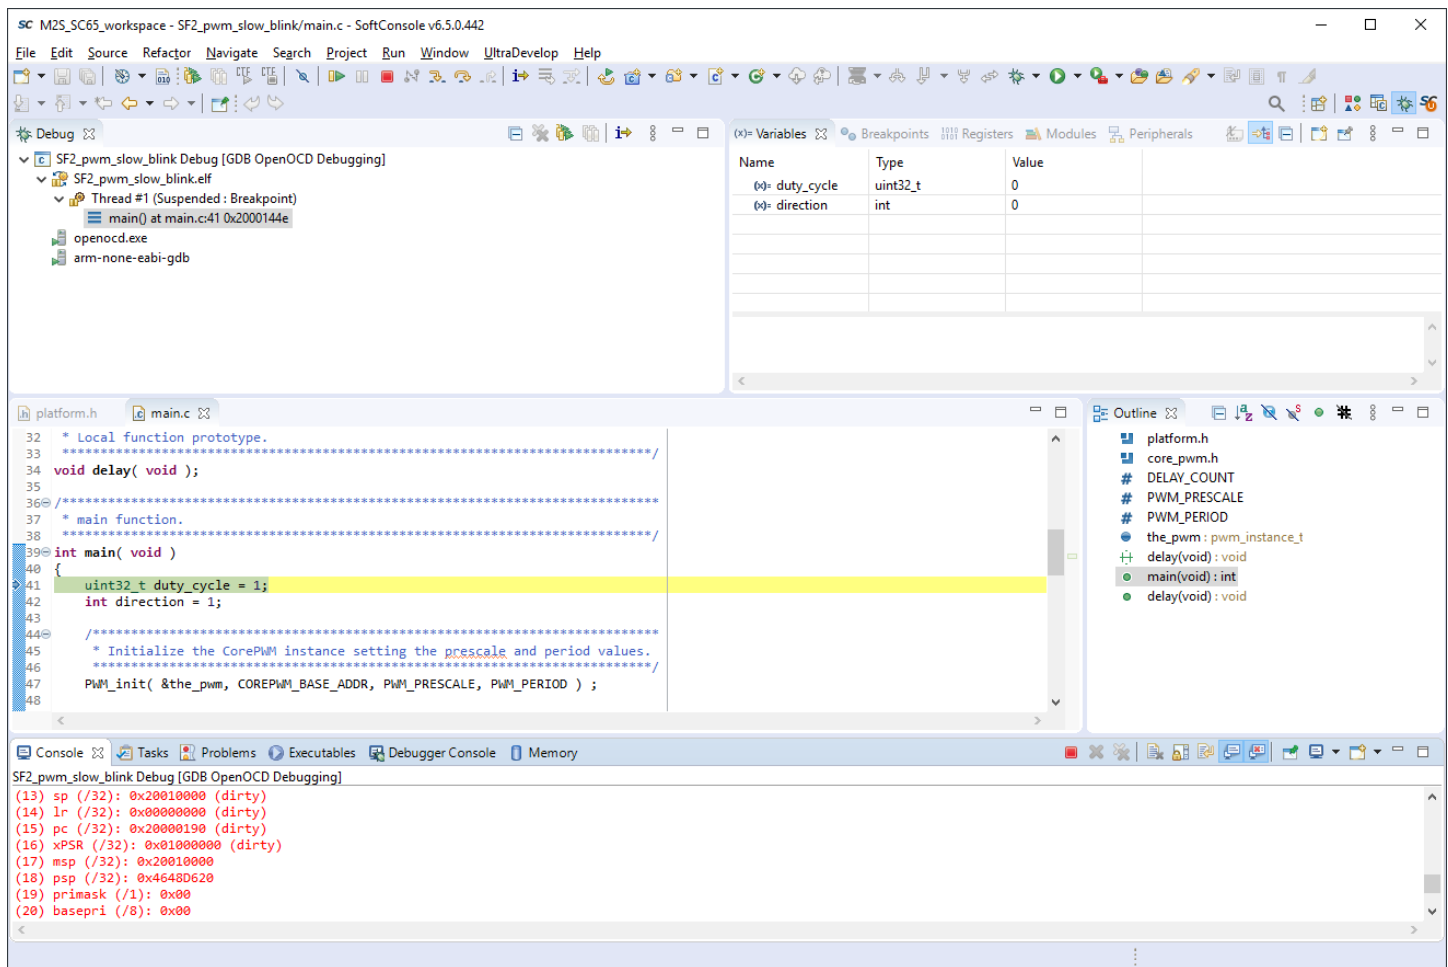 M2S_SC65_workspace - SF2_pwm_slow_blink/main.c - SoftConsole v6.5.0.442
File Edit Source Refactor Navigate Search Project Run Window UltraDevelop Help
Debug
SF2_pwm_slow_blink Debug [GDB OpenOCD Debugging]
SF2_pwm_slow_blink.elf
Thread #1 (Suspended : Breakpoint)
main() at main.c:41 0x2000144e
openocd.exe
arm-none-eabi-gdb
(x)= Variables Breakpoints Registers Modules Peripherals
Name Type Value
(x)= duty_cycle uint32_t 0
(x)= direction int 0
platform.h main.c
32 * Local function prototype.
33 *****************************************************************************/
34 void delay( void );
35
36 /******************************************************************************
37 * main function.
38 *****************************************************************************/
39 int main( void )
40 {
41 uint32_t duty_cycle = 1;
42 int direction = 1;
43
44 /**************************************************************************
45 * Initialize the CorePWM instance setting the prescale and period values.
46 *************************************************************************/
47 PWM_init( &the_pwm, COREPWM_BASE_ADDR, PWM_PRESCALE, PWM_PERIOD ) ;
48
Outline
platform.h
core_pwm.h
DELAY_COUNT
PWM_PRESCALE
PWM_PERIOD
the_pwm : pwm_instance_t
delay(void) : void
main(void) : int
delay(void) : void
Console Tasks Problems Executables Debugger Console Memory
SF2_pwm_slow_blink Debug [GDB OpenOCD Debugging]
(13) sp (/32): 0x20010000 (dirty)
(14) lr (/32): 0x00000000 (dirty)
(15) pc (/32): 0x20000190 (dirty)
(16) xPSR (/32): 0x01000000 (dirty)
(17) msp (/32): 0x20010000
(18) psp (/32): 0x4648D620
(19) primask (/1): 0x00
(20) basepri (/8): 0x00